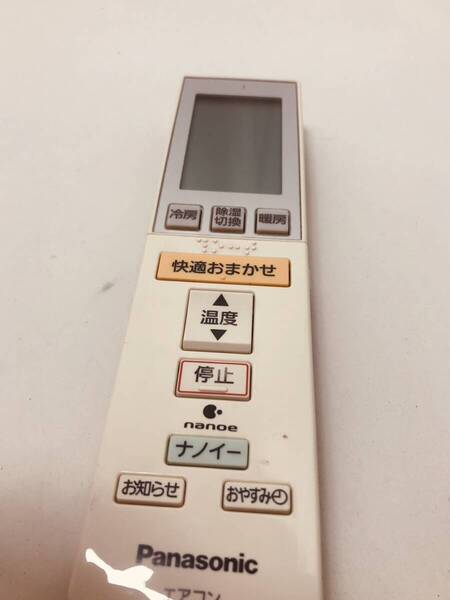 冷房
除湿
切換
暖房
快適おまかせ
温度
停止
nanoe
ナノイー
お知らせ
おやすみ
Panasonic
エアコン